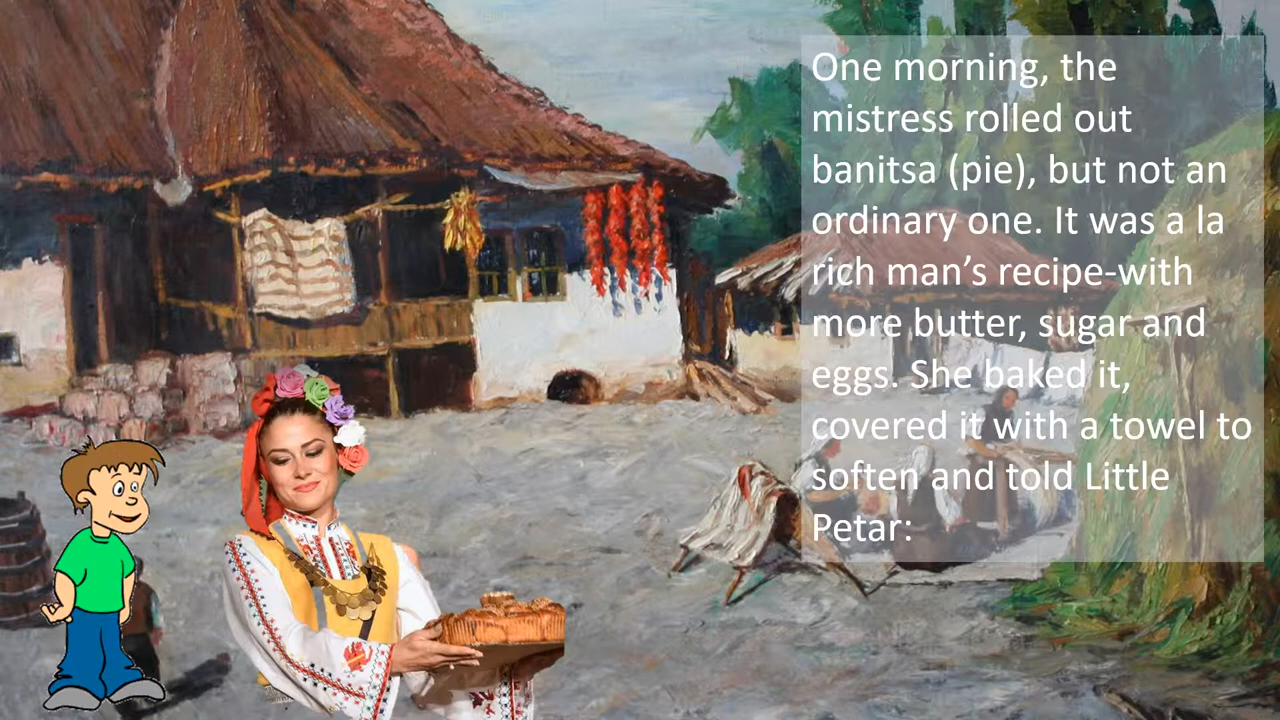 One morning, the
mistress rolled out
banitsa (pie), but not an
ordinary one. It was a la
rich man’s recipe-with
more butter, sugar and
eggs. She baked it,
covered it with a towel to
soften and told Little
Petar: